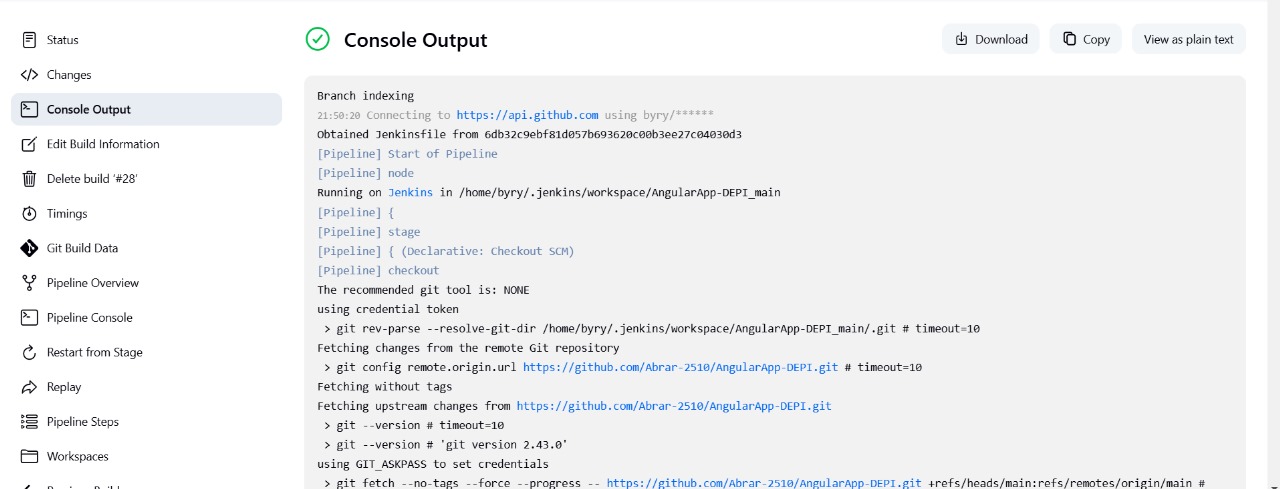 Status
Changes
Console Output
Edit Build Information
Delete build '#28'
Timings
Git Build Data
Pipeline Overview
Pipeline Console
Restart from Stage
Replay
Pipeline Steps
Workspaces
Console Output
Download
Copy
View as plain text
Branch indexing
21:50:20 Connecting to https://api.github.com using byry/******
Obtained Jenkinsfile from 6db32c9ebf81d057b693620c00b3ee27c04030d3
[Pipeline] Start of Pipeline
[Pipeline] node
Running on Jenkins in /home/byry/.jenkins/workspace/AngularApp-DEPI_main
[Pipeline] {
[Pipeline] stage
[Pipeline] { (Declarative: Checkout SCM)
[Pipeline] checkout
The recommended git tool is: NONE
using credential token
> git rev-parse --resolve-git-dir /home/byry/.jenkins/workspace/AngularApp-DEPI_main/.git # timeout=10
Fetching changes from the remote Git repository
> git config remote.origin.url https://github.com/Abrar-2510/AngularApp-DEPI.git # timeout=10
Fetching without tags
Fetching upstream changes from https://github.com/Abrar-2510/AngularApp-DEPI.git
> git --version # timeout=10
> git --version # 'git version 2.43.0'
using GIT_ASKPASS to set credentials
> git fetch --no-tags --force --progress -- https://github.com/Abrar-2510/AngularApp-DEPI.git +refs/heads/main:refs/remotes/origin/main #